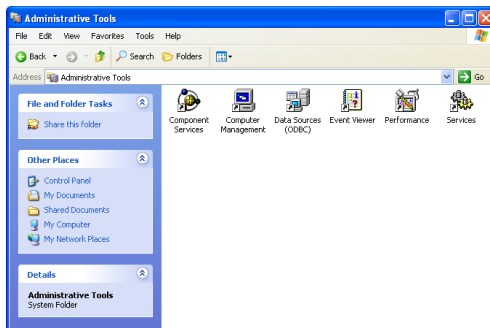 Administrative Tools
File Edit View Favorites Tools Help
Back Search Folders
Address Administrative Tools Go
File and Folder Tasks
Share this folder
Other Places
Control Panel
My Documents
Shared Documents
My Computer
My Network Places
Details
Administrative Tools
System Folder
Component Services
Computer Management
Data Sources (ODBC)
Event Viewer
Performance
Services